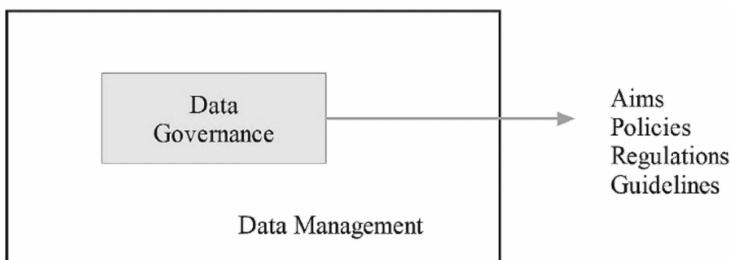 Data
Governance
Data Management
Aims
Policies
Regulations
Guidelines